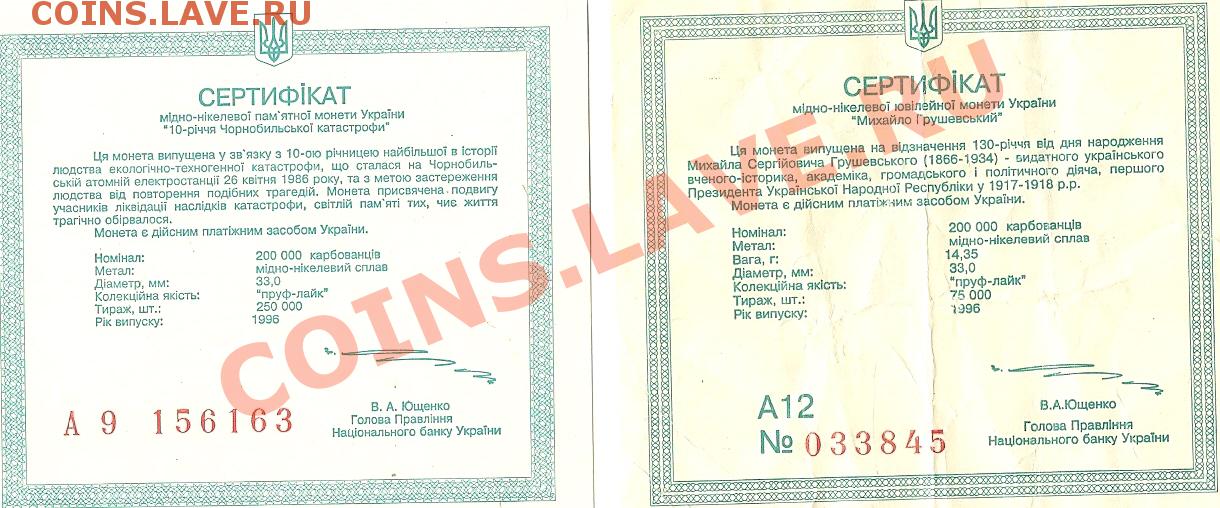 COINS.LAVE.RU
СЕРТИФІКАТ
мідно-нікелевої пам`ятної монети України
"10-річчя Чорнобильської катастрофи"
Ця монета випущена у зв`язку з 10-ою річницею найбільшої в історії
людства екологічно-техногенної катастрофи, що сталася на Чорнобиль-
ській атомній електростанції 26 квітня 1986 року, та з метою застереження
людства від повторення подібних трагедій. Монета присвячена подвигу
учасників ліквідації наслідків катастрофи, світлій пам`яті тих, чиє життя
трагічно обірвалося.
Монета є дійсним платіжним засобом України.
Номінал: 200 000 карбованців
Метал: мідно-нікелевий сплав
Діаметр, мм: 33,0
Колекційна якість: "пруф-лайк"
Тираж, шт.: 250 000
Рік випуску: 1996
А 9 156163
В. А. Ющенко
Голова Правління
Національного банку України
СЕРТИФІКАТ
мідно-нікелевої ювілейної монети України
"Михайло Грушевський"
Ця монета випущена на відзначення 130-річчя від дня народження
Михайла Сергійовича Грушевського (1866-1934) - видатного українського
вченого-історика, академіка, громадського і політичного діяча, першого
Президента Української Народної Республіки у 1917-1918 р.р.
Монета є дійсним платіжним засобом України.
Номінал: 200 000 карбованців
Метал: мідно-нікелевий сплав
Вага, г: 14,35
Діаметр, мм: 33,0
Колекційна якість: "пруф-лайк"
Тираж, шт.: 75 000
Рік випуску: 1996
А12
№ 033845
В.А.Ющенко
Голова Правління
Національного банку України
COINS.LAVE.RU